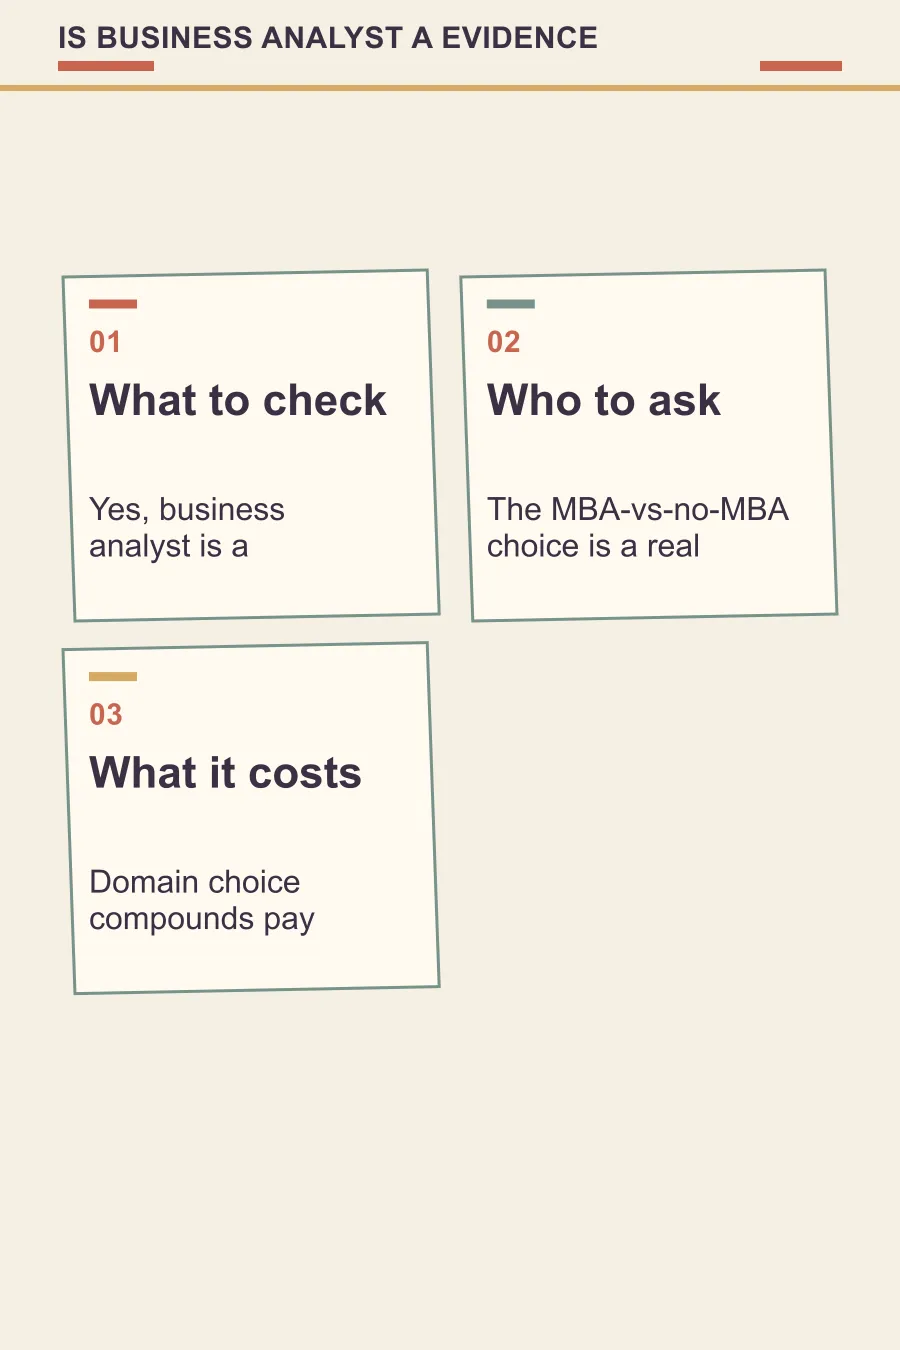 IS BUSINESS ANALYST A EVIDENCE
01
What to check
Yes, business
analyst is a
02
Who to ask
The MBA-vs-no-MBA
choice is a real
03
What it costs
Domain choice
compounds pay